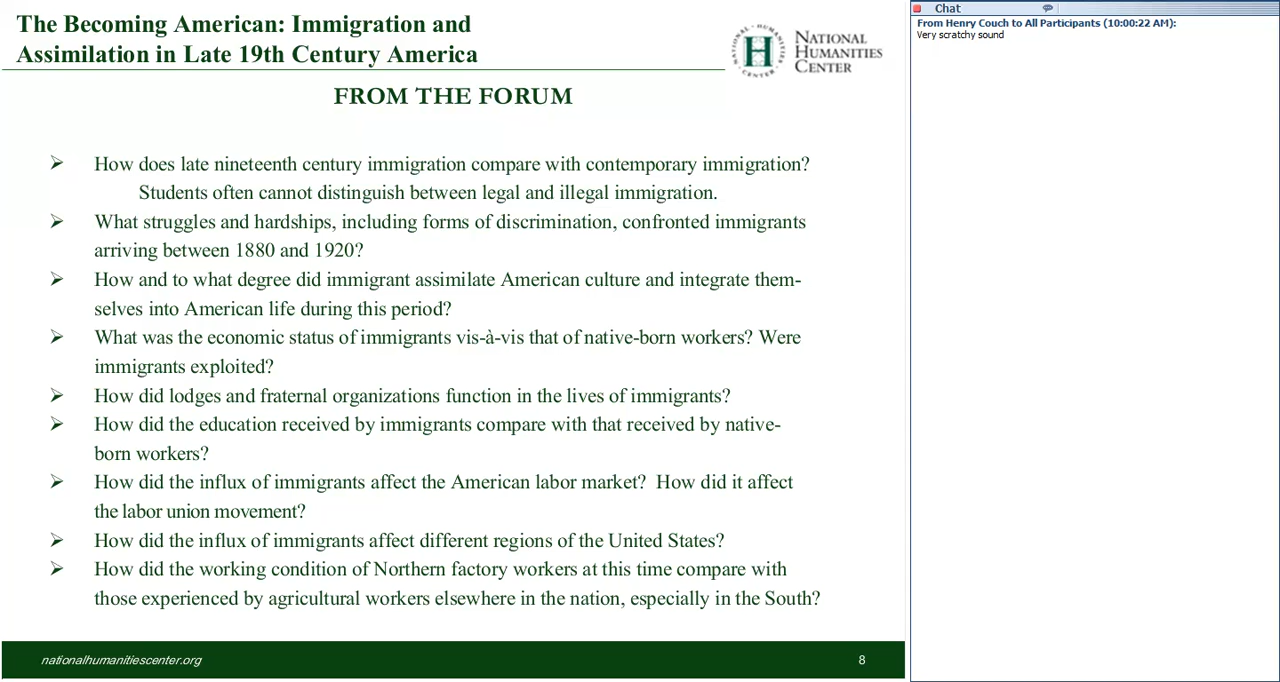 The Becoming American: Immigration and
Assimilation in Late 19th Century America
NATIONAL HUMANITIES CENTER
H
NATIONAL
HUMANITIES
CENTER
FROM THE FORUM
➢ How does late nineteenth century immigration compare with contemporary immigration?
Students often cannot distinguish between legal and illegal immigration.
➢ What struggles and hardships, including forms of discrimination, confronted immigrants
arriving between 1880 and 1920?
➢ How and to what degree did immigrant assimilate American culture and integrate them-
selves into American life during this period?
➢ What was the economic status of immigrants vis-à-vis that of native-born workers? Were
immigrants exploited?
➢ How did lodges and fraternal organizations function in the lives of immigrants?
➢ How did the education received by immigrants compare with that received by native-
born workers?
➢ How did the influx of immigrants affect the American labor market?  How did it affect
the labor union movement?
➢ How did the influx of immigrants affect different regions of the United States?
➢ How did the working condition of Northern factory workers at this time compare with
those experienced by agricultural workers elsewhere in the nation, especially in the South?
nationalhumanitiescenter.org
8
Chat
From Henry Couch to All Participants (10:00:22 AM):
Very scratchy sound